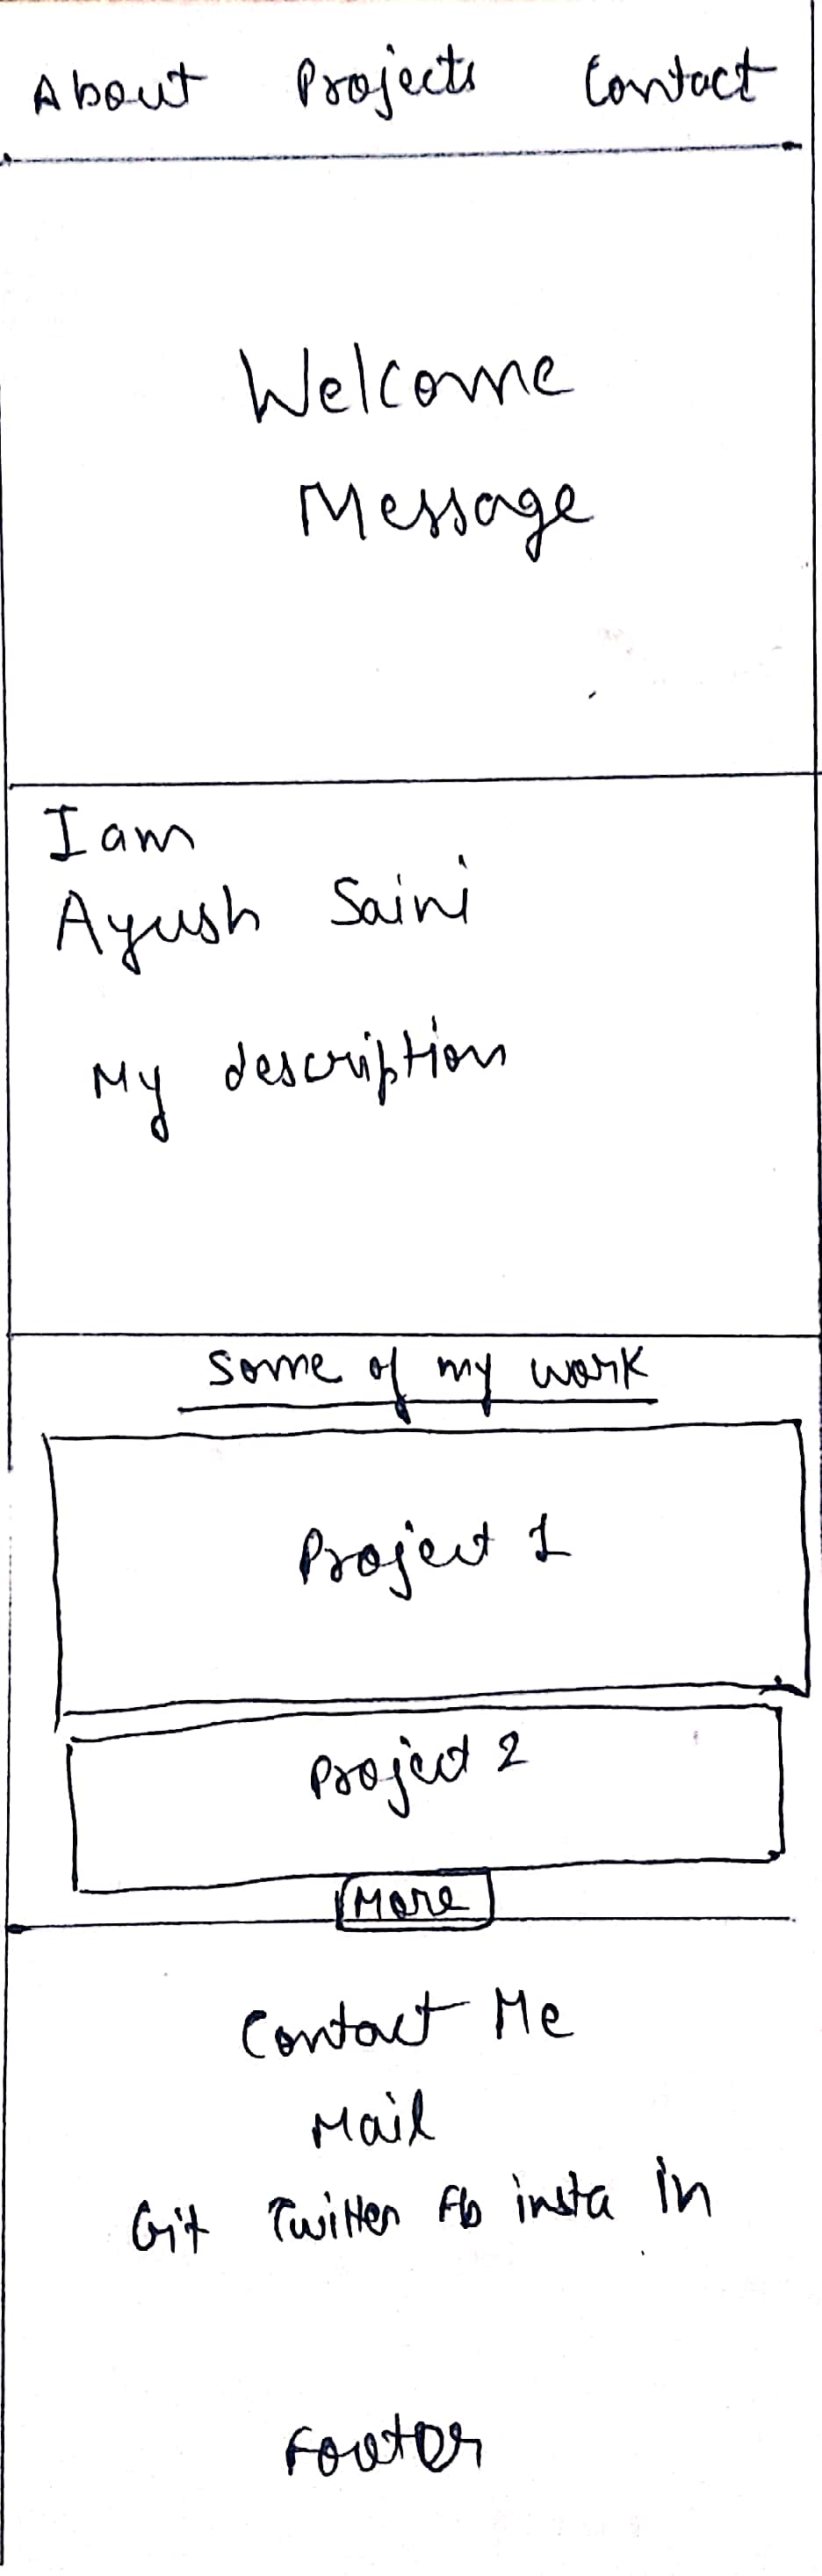 About Projects Contact
Welcome
Message
I am
Ayush Saini
My description
Some of my work
Project 1
Project 2
More
Contact Me
Mail
Git Twitter Fb insta in
Footer